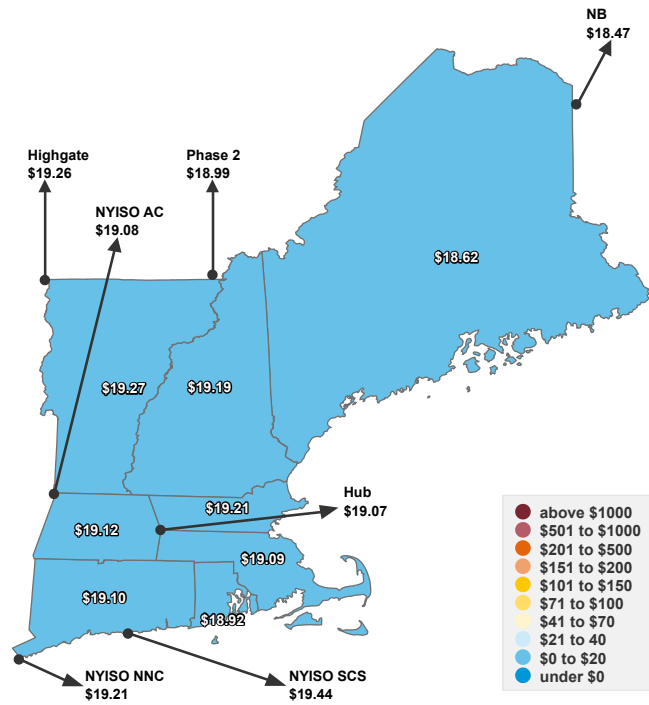 NB
$18.47
Highgate
$19.26
Phase 2
$18.99
NYISO AC
$19.08
$18.62
$19.27
$19.19
Hub
$19.07
$19.21
$19.12
$19.09
$19.10
$18.92
NYISO NNC
$19.21
NYISO SCS
$19.44
above $1000
$501 to $1000
$201 to $500
$151 to $200
$101 to $150
$71 to $100
$41 to $70
$21 to 40
$0 to $20
under $0